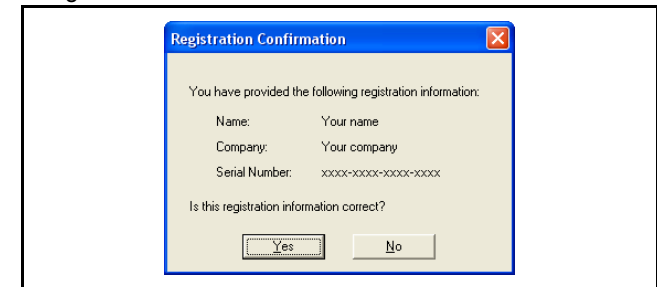 Registration Confirmation
You have provided the following registration information:
Name: Your name
Company: Your company
Serial Number: xxxx-xxxx-xxxx-xxxx
Is this registration information correct?
Yes No